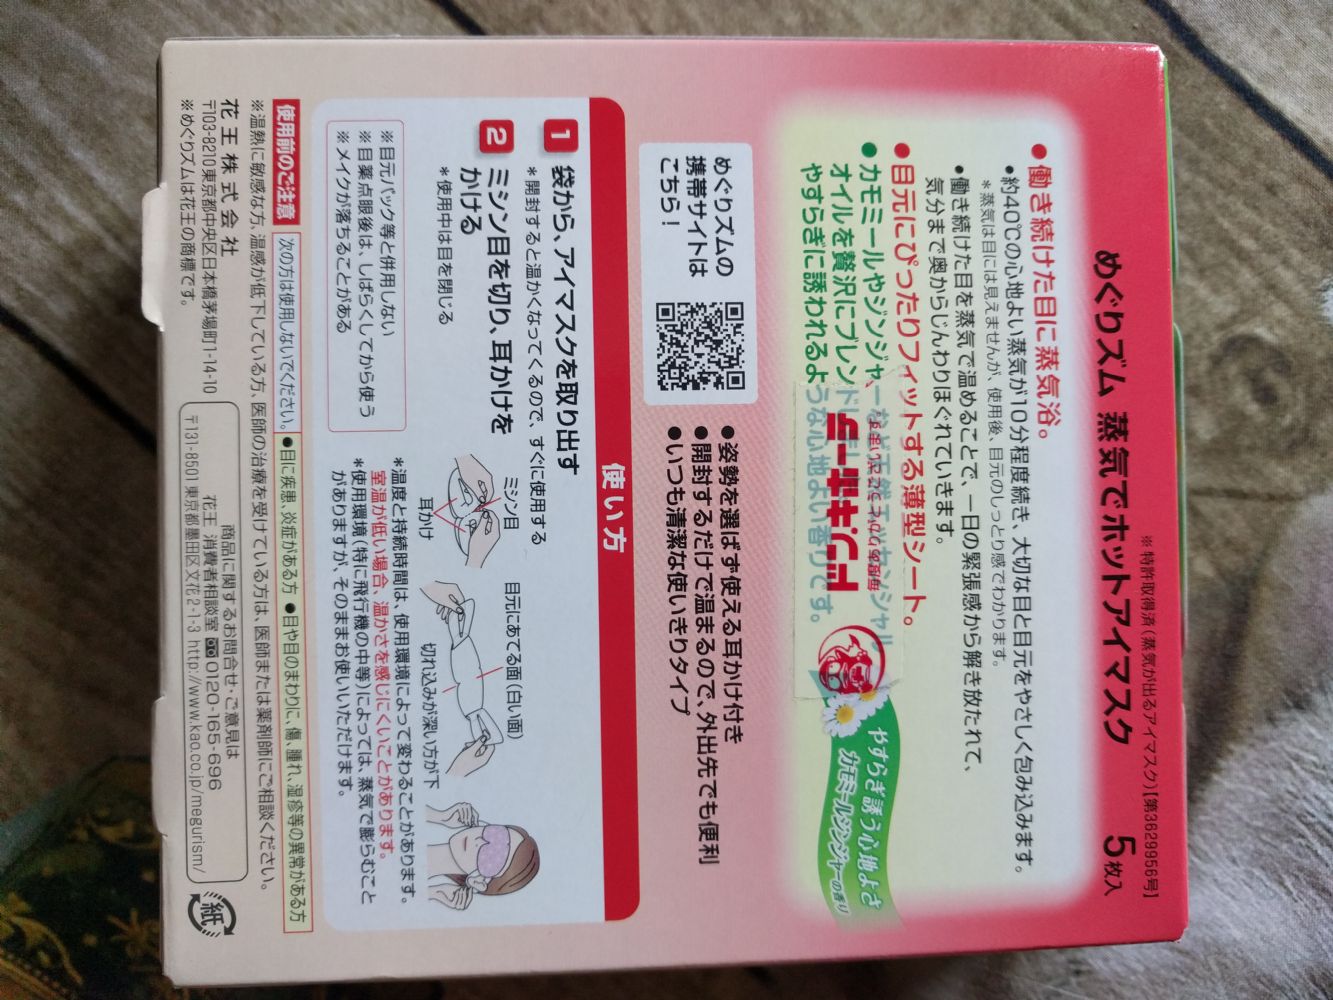 ※特許取得済(蒸気が出るアイマスク)[第3629956号]
めぐりズム 蒸気でホットアイマスク 5枚入
●働き続けた目に蒸気浴。
●約40℃の心地よい蒸気が10分程度続き、大切な目と目元をやさしく包み込みます。
*蒸気は目には見えませんが、使用後、目元のしっとり感でわかります。
●働き続けた目を蒸気で温めることで、一日の緊張感から解き放たれて、
気分まで奥からじんわりほぐれていきます。
●目元にぴったりフィットする薄型シート。
●カモミールやジンジャー
オイルを贅沢にブレンド
やすらぎに誘われるような心地よい香りです。
ドン.キホーテ
やすらぎ誘う心地よさ
カモミールジンジャーの香り
めぐりズムの
携帯サイトは
こちら!
●姿勢を選ばず使える耳かけ付き
●開封するだけで温まるので、外出先でも便利
●いつも清潔な使いきりタイプ
使い方
1 袋から、アイマスクを取り出す
*開封すると温かくなってくるので、すぐに使用する
2 ミシン目を切り、耳かけを
かける
*使用中は目を閉じる
※目元パック等と併用しない
※目薬点眼後は、しばらくしてから使う
※メイクが落ちることがある
ミシン目
耳かけ
目元にあてる面(白い面)
切れ込みが深い方が下
*温度と持続時間は、使用環境によって変わることがあります。
室温が低い場合、温かさを感じにくいことがあります。
*使用環境(特に飛行機の中等)によっては、蒸気で膨らむこと
がありますが、そのままお使いいただけます。
使用前のご注意 次の方は使用しないでください。●目に疾患、炎症がある方 ●目や目のまわりに、傷、腫れ、湿疹等の異常がある方
※温熱に敏感な方、温感が低下している方、医師の治療を受けている方は、医師または薬剤師にご相談ください。
花王株式会社
〒103-8210東京都中央区日本橋茅場町1-14-10
※めぐりズムは花王の商標です。
商品に関するお問合せ・ご意見は
花王 消費者相談室 0120-165-696
〒131-8501 東京都墨田区文花2-1-3 http://www.kao.co.jp/megurism/
紙